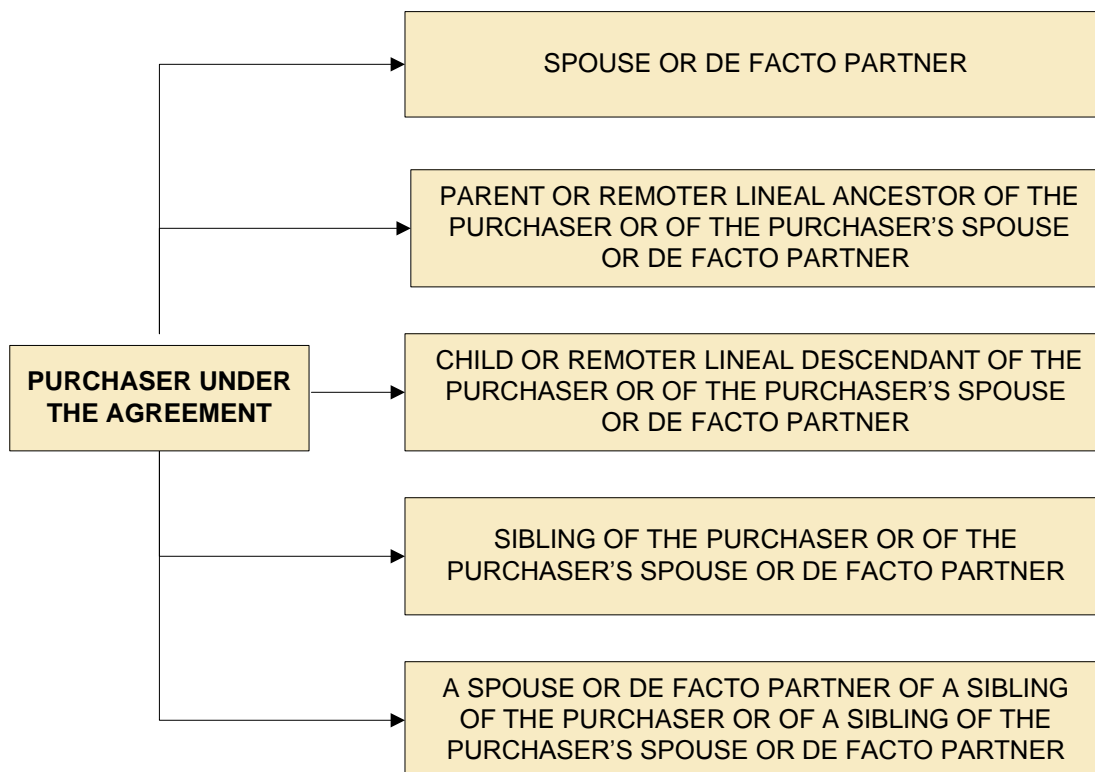 SPOUSE OR DE FACTO PARTNER
PARENT OR REMOTER LINEAL ANCESTOR OF THE
PURCHASER OR OF THE PURCHASER’S SPOUSE
OR DE FACTO PARTNER
PURCHASER UNDER
THE AGREEMENT
CHILD OR REMOTER LINEAL DESCENDANT OF THE
PURCHASER OR OF THE PURCHASER’S SPOUSE
OR DE FACTO PARTNER
SIBLING OF THE PURCHASER OR OF THE
PURCHASER’S SPOUSE OR DE FACTO PARTNER
A SPOUSE OR DE FACTO PARTNER OF A SIBLING
OF THE PURCHASER OR OF A SIBLING OF THE
PURCHASER’S SPOUSE OR DE FACTO PARTNER